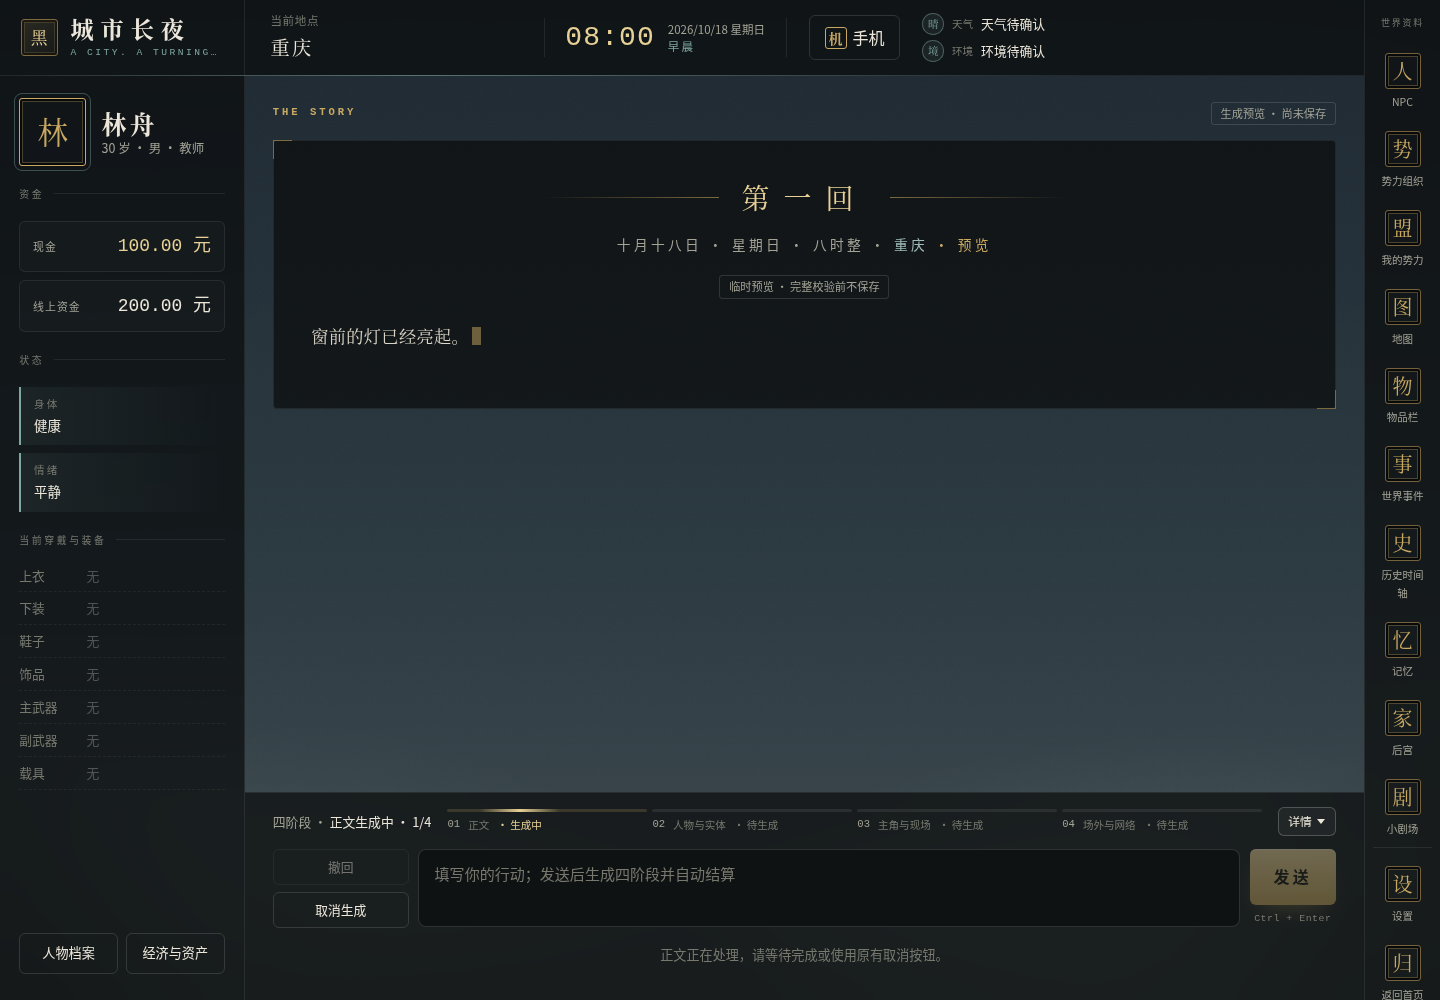 黑
城市长夜
A CITY. A TURNING…
当前地点
重庆
08:00
2026/10/18 星期日
早晨
机 手机
晴 天气 天气待确认
境 环境 环境待确认
林
林舟
30 岁 · 男 · 教师
资金
现金 100.00 元
线上资金 200.00 元
状态
身体
健康
情绪
平静
当前穿戴与装备
上衣 无
下装 无
鞋子 无
饰品 无
主武器 无
副武器 无
载具 无
人物档案 经济与资产
THE STORY
生成预览 · 尚未保存
第一回
十月十八日 · 星期日 · 八时整 · 重庆 · 预览
临时预览 · 完整校验前不保存
窗前的灯已经亮起。
四阶段 · 正文生成中 · 1/4
01 正文 · 生成中
02 人物与实体 · 待生成
03 主角与现场 · 待生成
04 场外与网络 · 待生成
详情
撤回
取消生成
填写你的行动；发送后生成四阶段并自动结算
发送
Ctrl + Enter
正文正在处理，请等待完成或使用原有取消按钮。
世界资料
人
NPC
势
势力组织
盟
我的势力
图
地图
物
物品栏
事
世界事件
史
历史时间
轴
忆
记忆
家
后宫
剧
小剧场
设
设置
归
返回首页